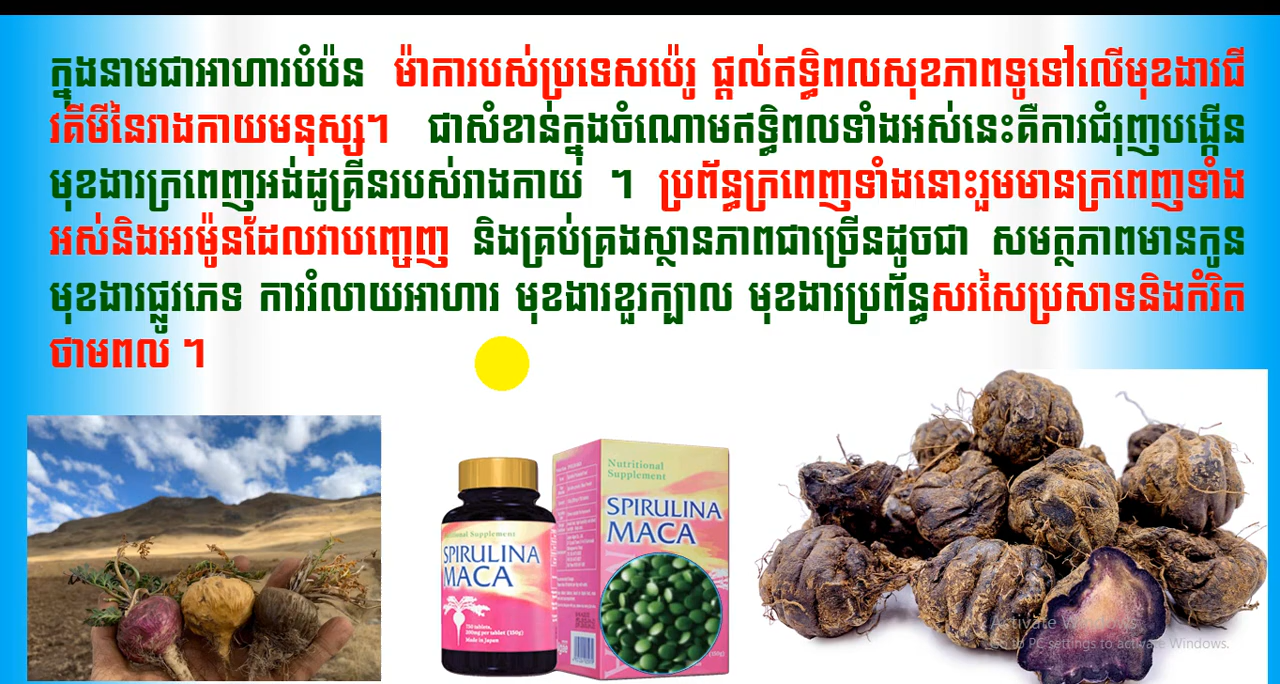 ក្នុងនាមជាអាហារបំប៉ន ម៉ាការបស់ប្រទេសប៉េរូ ផ្តល់ឥទ្ធិពលសុខភាពទូទៅលើមុខងារជី
វគីមីនៃរាងកាយមនុស្ស។ ជាសំខាន់ក្នុងចំណោមឥទ្ធិពលទាំងអស់នេះគឺការជំរុញបង្កើន
មុខងារក្រពេញអង់ដូគ្រីនរបស់រាងកាយ ។ ប្រព័ន្ធក្រពេញទាំងនោះរួមមានក្រពេញទាំង
អស់និងអរម៉ូនដែលវាបញ្ចេញ និងគ្រប់គ្រងស្ថានភាពជាច្រើនដូចជា សមត្ថភាពមានកូន
មុខងារផ្លូវភេទ ការរំលាយអាហារ មុខងារខួរក្បាល មុខងារប្រព័ន្ធសរសៃប្រសាទនិងកំរិត
ថាមពល ។
Nutritional
Supplement
SPIRULINA
MACA
Nutritional Supplement
SPIRULINA
MACA
750 tablets,
200mg per tablet (150g)
Made in Japan
Activate Windows
Go to PC settings to activate Windows.